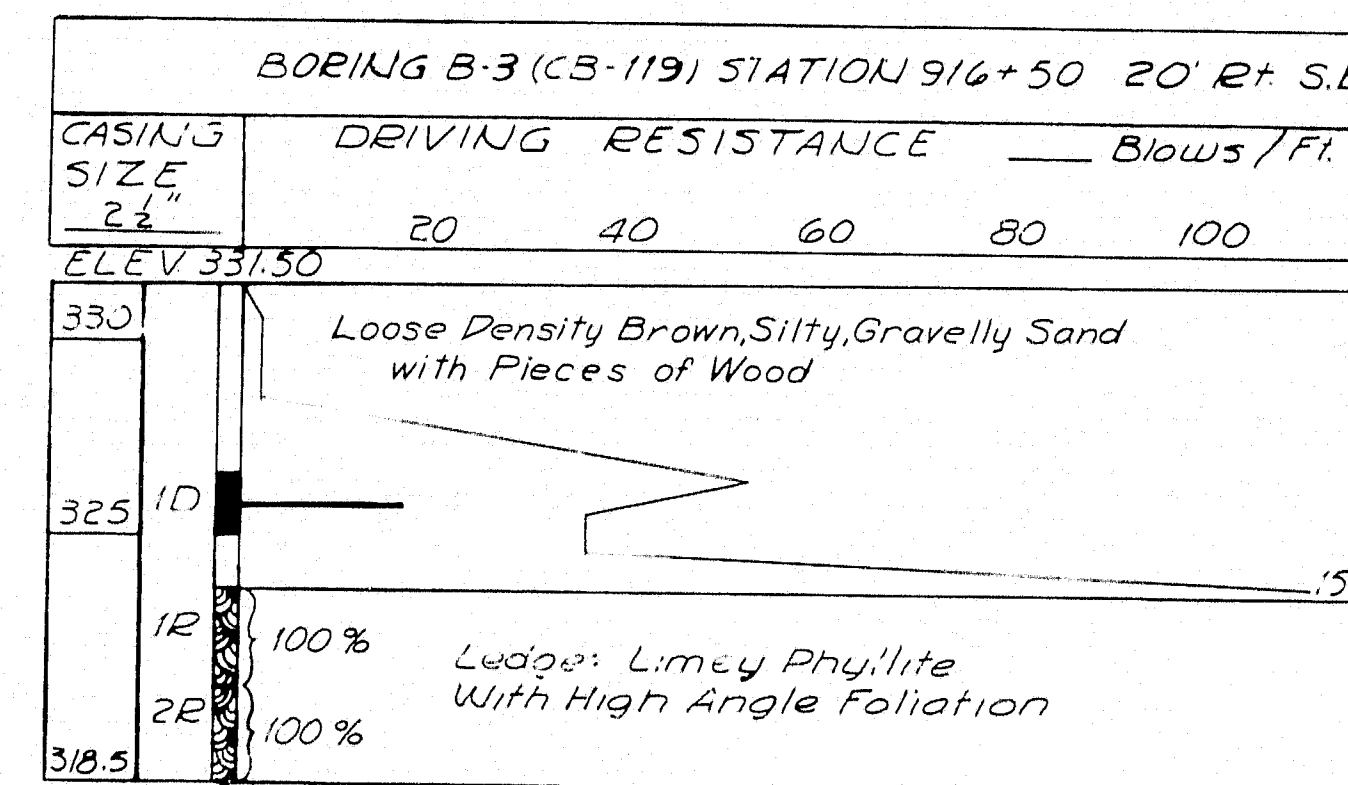 BORING B-3 (CB-119) STATION 916+50 20' Rt. S.
CASING SIZE 2½"
DRIVING RESISTANCE ___ Blows/Ft.
20 40 60 80 100
ELEV. 331.50
330
Loose Density Brown, Silty, Gravelly Sand
with Pieces of Wood
325
1D
15
1R
100%
Ledge: Limey Phyllite
With High Angle Foliation
2R
100%
318.5